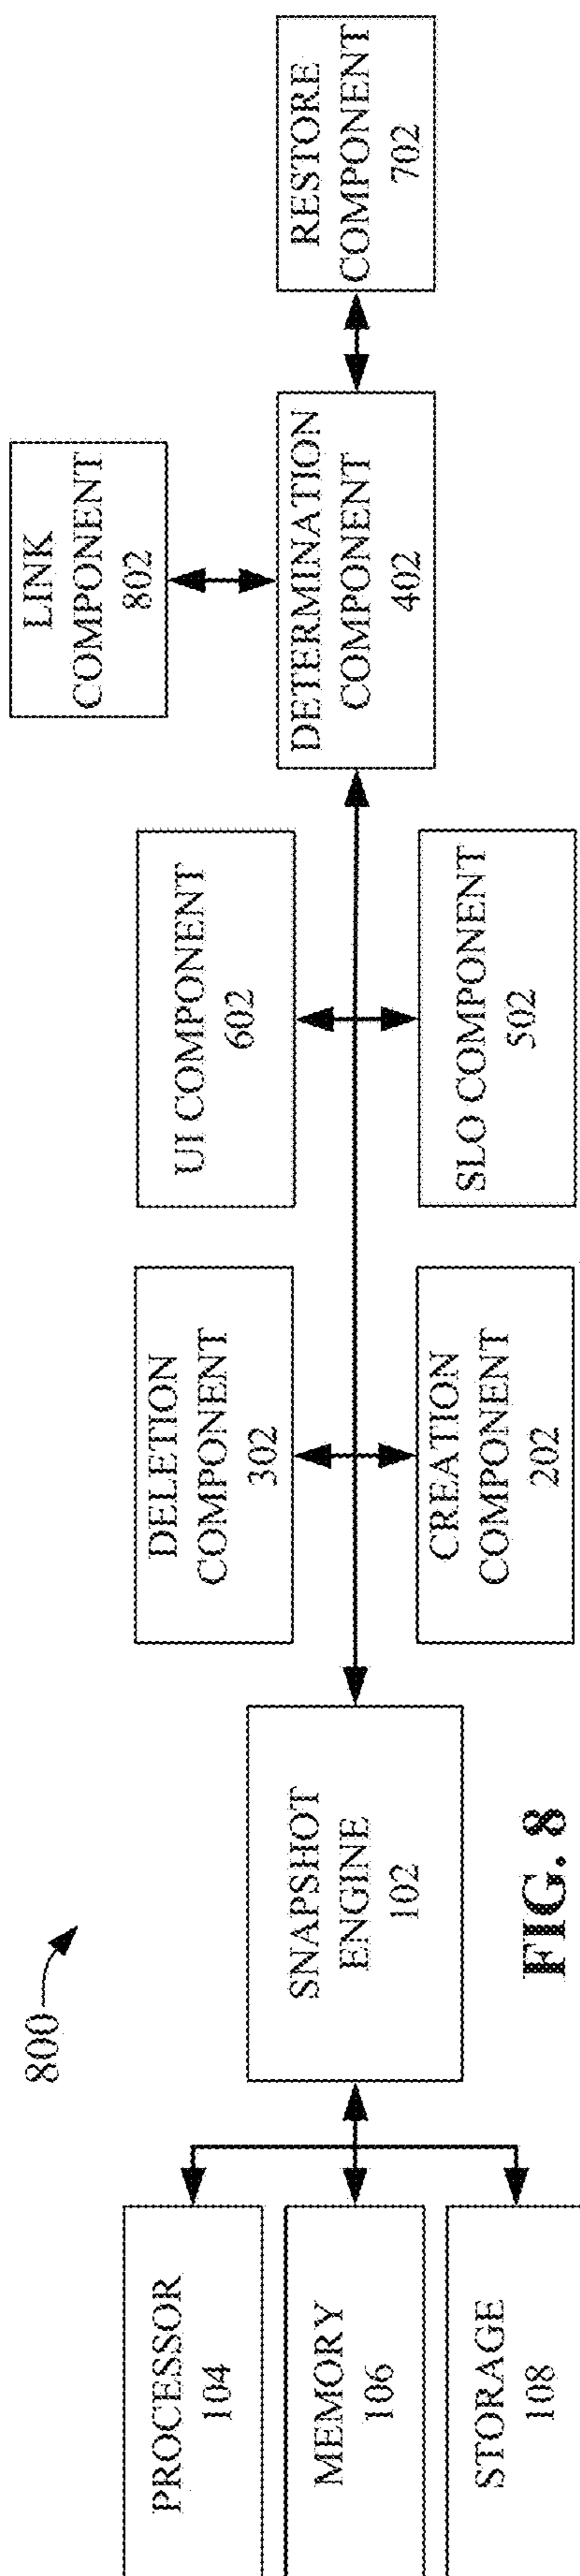 800
PROCESSOR
104
MEMORY
106
STORAGE
108
SNAPSHOT
ENGINE
102
DELETION
COMPONENT
302
CREATION
COMPONENT
202
UI COMPONENT
602
SLO COMPONENT
502
LINK
COMPONENT
802
DETERMINATION
COMPONENT
402
RESTORE
COMPONENT
702
FIG. 8